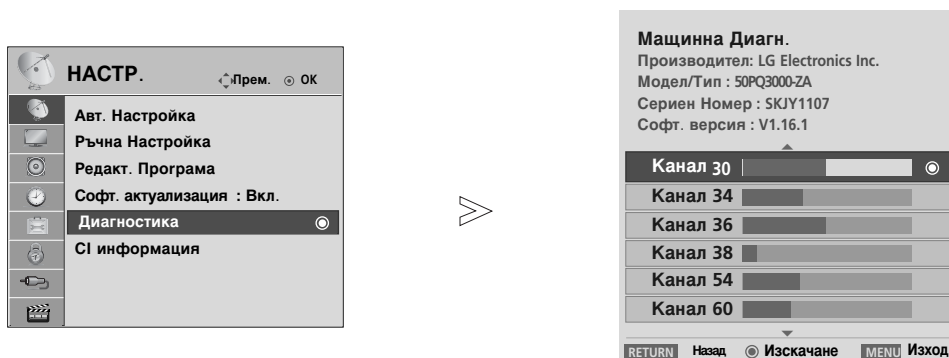 НАСТР.
Прем. ОК
Авт. Настройка
Ръчна Настройка
Редакт. Програма
Софт. актуализация : Вкл.
Диагностика
CI информация
Мащинна Диагн.
Производител: LG Electronics Inc.
Модел/Тип : 50PQ3000-ZA
Сериен Номер : SKJY1107
Софт. версия : V1.16.1
Канал 30
Канал 34
Канал 36
Канал 38
Канал 54
Канал 60
RETURN Назад Изскачане MENU Изход